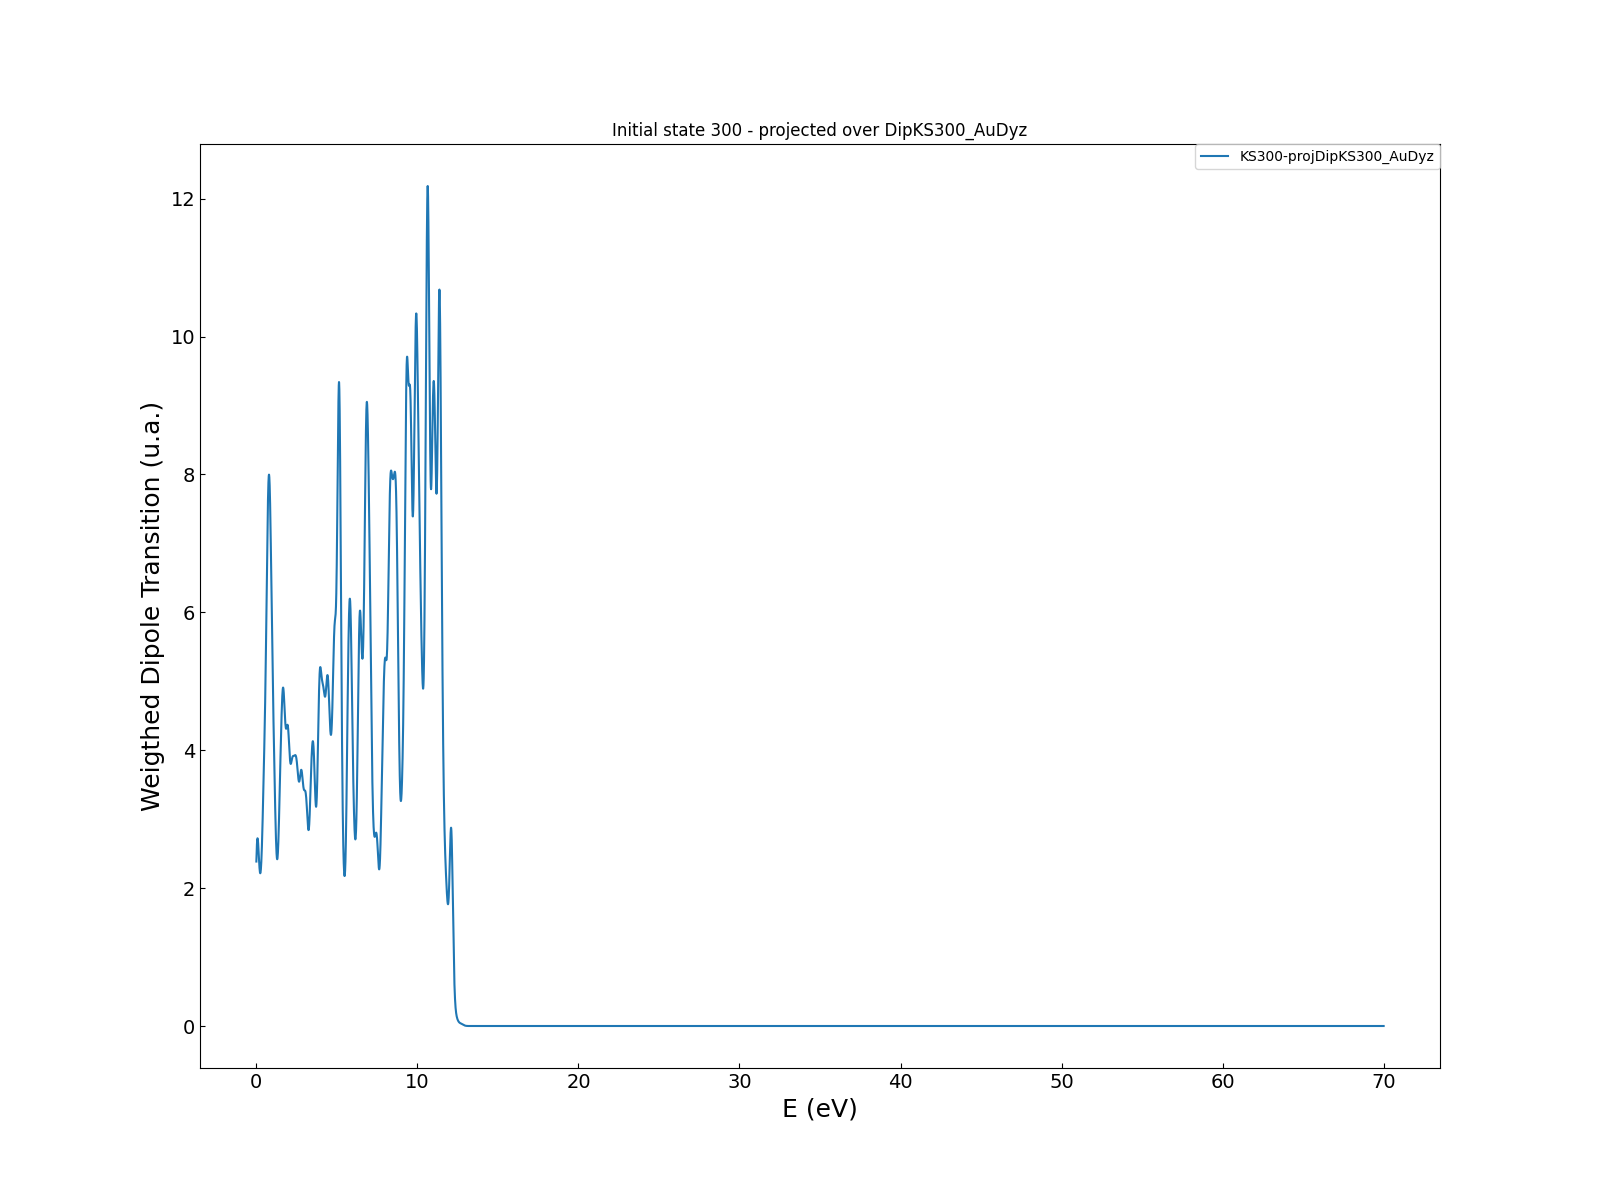 Initial state 300 - projected over DipKS300_AuDyz
KS300-projDipKS300_AuDyz
Weigthed Dipole Transition (u.a.)
12
10
8
6
4
2
0
0 10 20 30 40 50 60 70
E (eV)